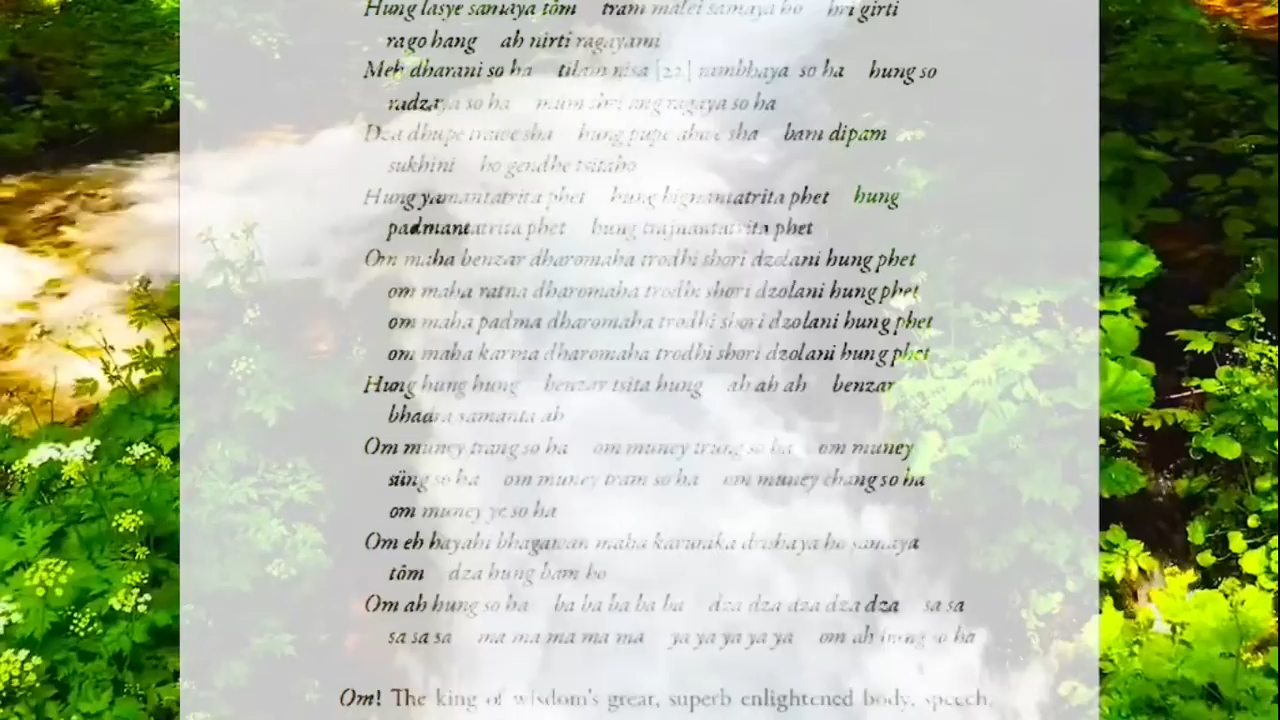 Hung lasye samaya töm tram malei samaya ho hri girti
rago hang ah nirti ragayami
Meh dharani so ha tilam nisa [22] rambhaya so ha hung so
radzaya so ha mum shri ang ragaya so ha
Dza dhupe trawe sha hung pupe ahwe sha bam dipam
sukhini ho gendhe tsitaho
Hung yamantatrita phet hung bignantatrita phet hung
padmantatrita phet hung trajnantatrita phet
Om maha benzar dharomaha trodhi shori dzolani hung phet
om maha ratna dharomaha trodhi shori dzolani hung phet
om maha padma dharomaha trodhi shori dzolani hung phet
om maha karma dharomaha trodhi shori dzolani hung phet
Hung hung hung benzar tsita hung ah ah ah benzar
bhadra samanta ah
Om muney trang so ha om muney trung so ha om muney
süng so ha om muney tram so ha om muney chang so ha
om muney ye so ha
Om eh hayahi bhagawan maha karunika drishaya ho samaya
töm dza hung bam ho
Om ah hung so ha ha ha ha ha ha dza dza dza dza dza sa sa
sa sa sa ma ma ma ma ma ya ya ya ya ya om ah hung so ha
Om! The king of wisdom's great, superb enlightened body, speech,